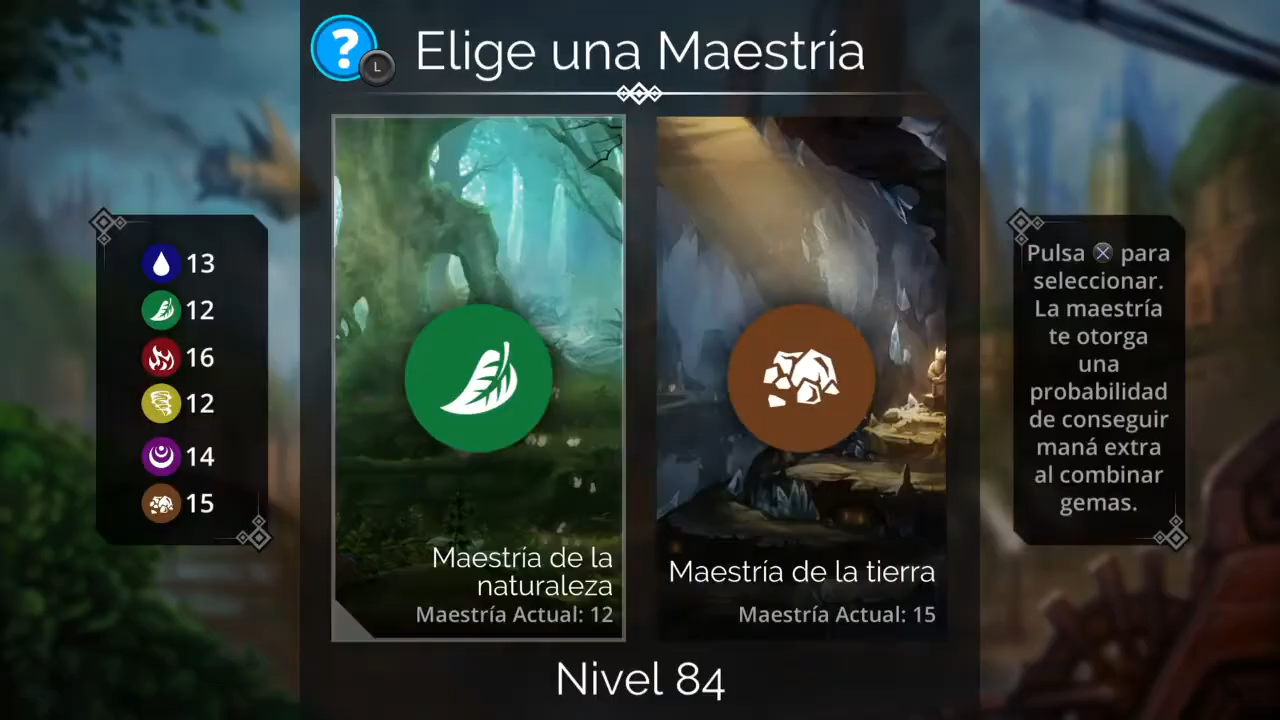 ?
L
Elige una Maestría
13
12
16
12
14
15
Maestría de la
naturaleza
Maestría Actual: 12
Maestría de la tierra
Maestría Actual: 15
Pulsa ⓧ para
seleccionar.
La maestría
te otorga
una
probabilidad
de conseguir
maná extra
al combinar
gemas.
Nivel 84